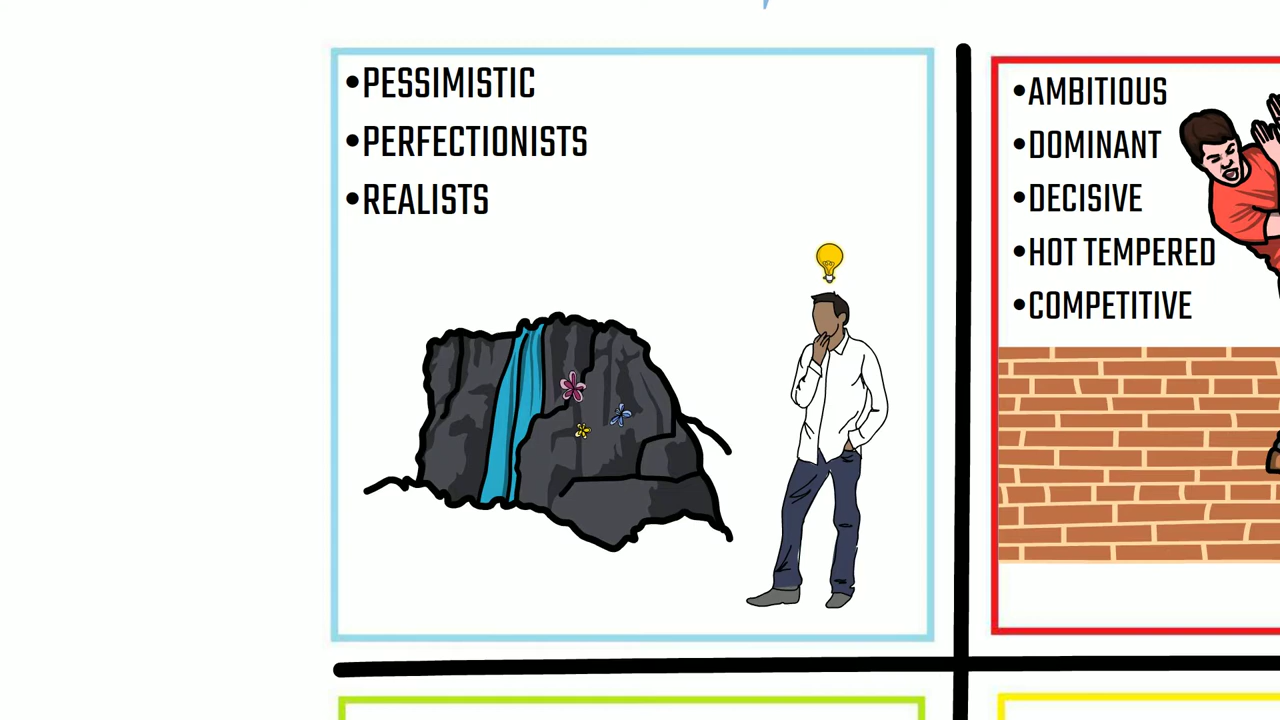 •PESSIMISTIC
•PERFECTIONISTS
•REALISTS
•AMBITIOUS
•DOMINANT
•DECISIVE
•HOT TEMPERED
•COMPETITIVE